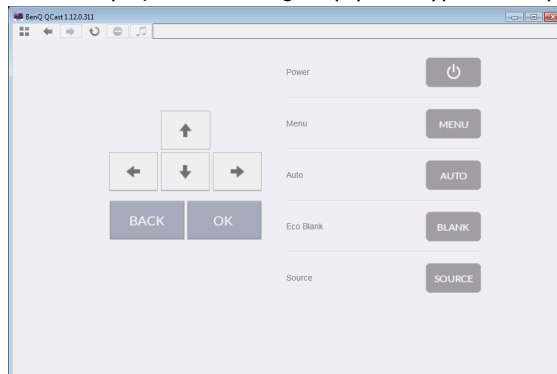 BenQ QCast 1.12.0.311
Power
Menu
MENU
Auto
AUTO
BACK
OK
Eco Blank
BLANK
Source
SOURCE